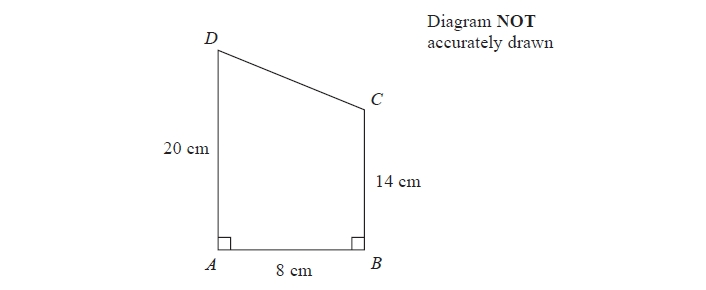 Diagram NOT
accurately drawn
D
C
20 cm
14 cm
A
8 cm
B